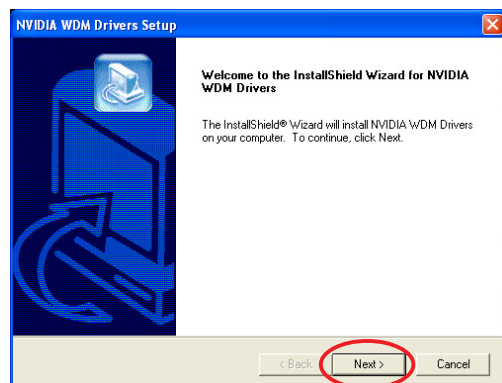 NVIDIA WDM Drivers Setup
Welcome to the InstallShield Wizard for NVIDIA
WDM Drivers
The InstallShield® Wizard will install NVIDIA WDM Drivers
on your computer. To continue, click Next.
< Back
Next >
Cancel